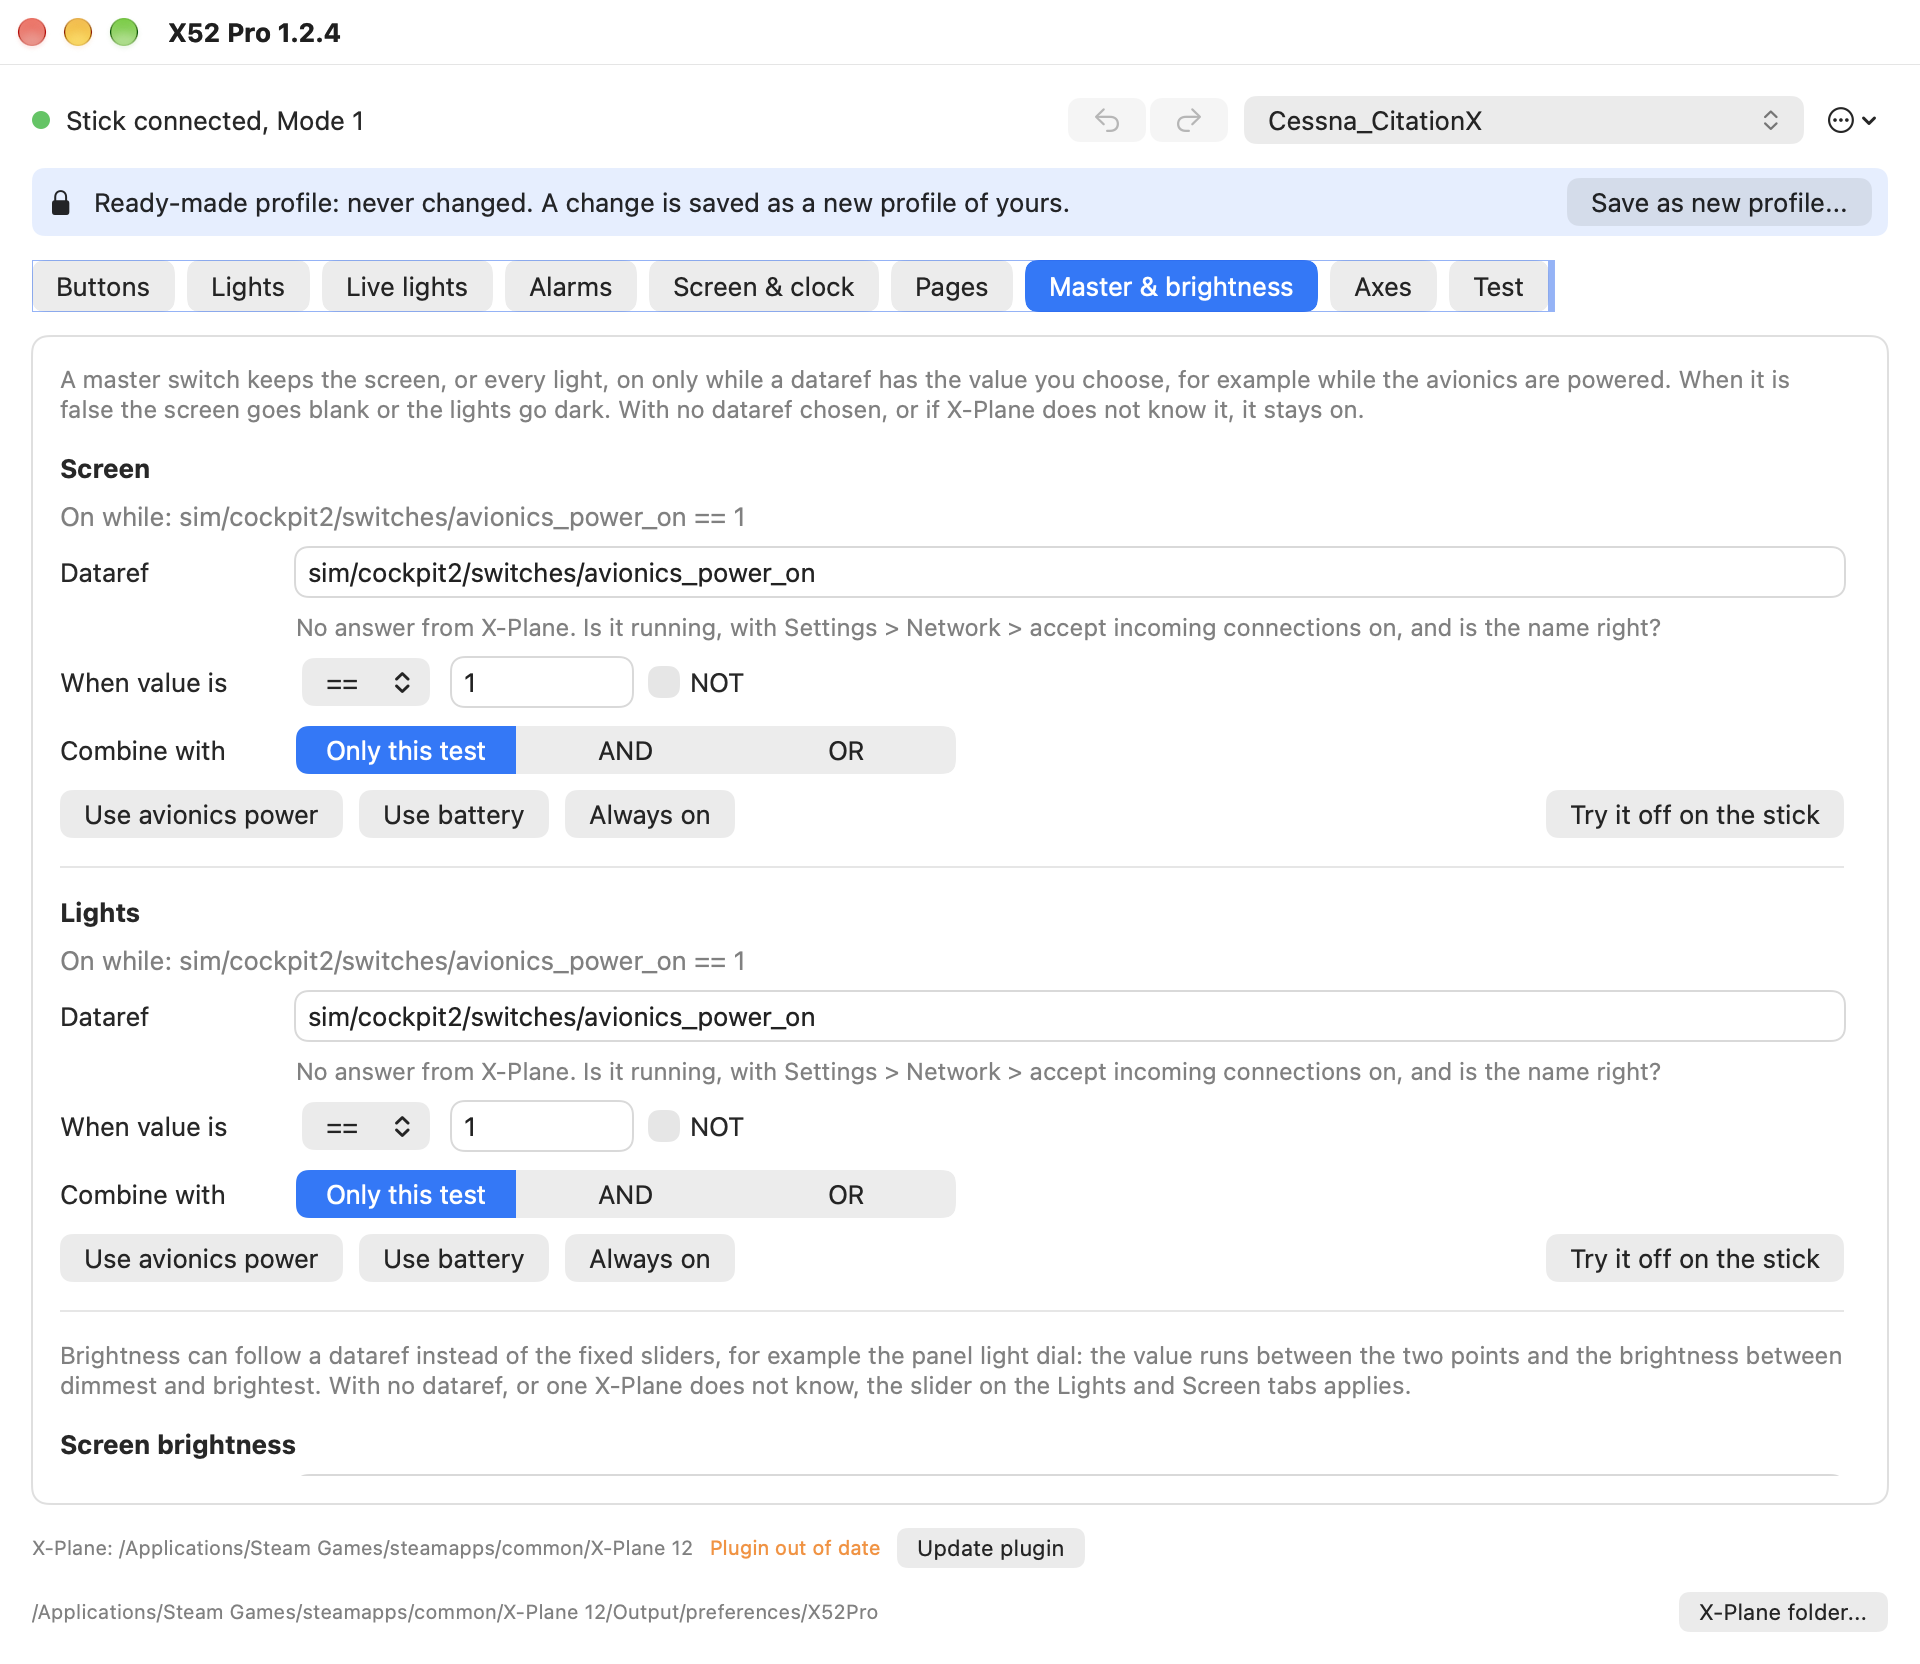 X52 Pro 1.2.4
Stick connected, Mode 1
Cessna_CitationX
Ready-made profile: never changed. A change is saved as a new profile of yours.
Save as new profile...
Buttons
Lights
Live lights
Alarms
Screen & clock
Pages
Master & brightness
Axes
Test
A master switch keeps the screen, or every light, on only while a dataref has the value you choose, for example while the avionics are powered. When it is
false the screen goes blank or the lights go dark. With no dataref chosen, or if X-Plane does not know it, it stays on.
Screen
On while: sim/cockpit2/switches/avionics_power_on == 1
Dataref
sim/cockpit2/switches/avionics_power_on
No answer from X-Plane. Is it running, with Settings > Network > accept incoming connections on, and is the name right?
When value is
==
1
NOT
Combine with
Only this test
AND
OR
Use avionics power
Use battery
Always on
Try it off on the stick
Lights
On while: sim/cockpit2/switches/avionics_power_on == 1
Dataref
sim/cockpit2/switches/avionics_power_on
No answer from X-Plane. Is it running, with Settings > Network > accept incoming connections on, and is the name right?
When value is
==
1
NOT
Combine with
Only this test
AND
OR
Use avionics power
Use battery
Always on
Try it off on the stick
Brightness can follow a dataref instead of the fixed sliders, for example the panel light dial: the value runs between the two points and the brightness between
dimmest and brightest. With no dataref, or one X-Plane does not know, the slider on the Lights and Screen tabs applies.
Screen brightness
X-Plane: /Applications/Steam Games/steamapps/common/X-Plane 12
Plugin out of date
Update plugin
/Applications/Steam Games/steamapps/common/X-Plane 12/Output/preferences/X52Pro
X-Plane folder...